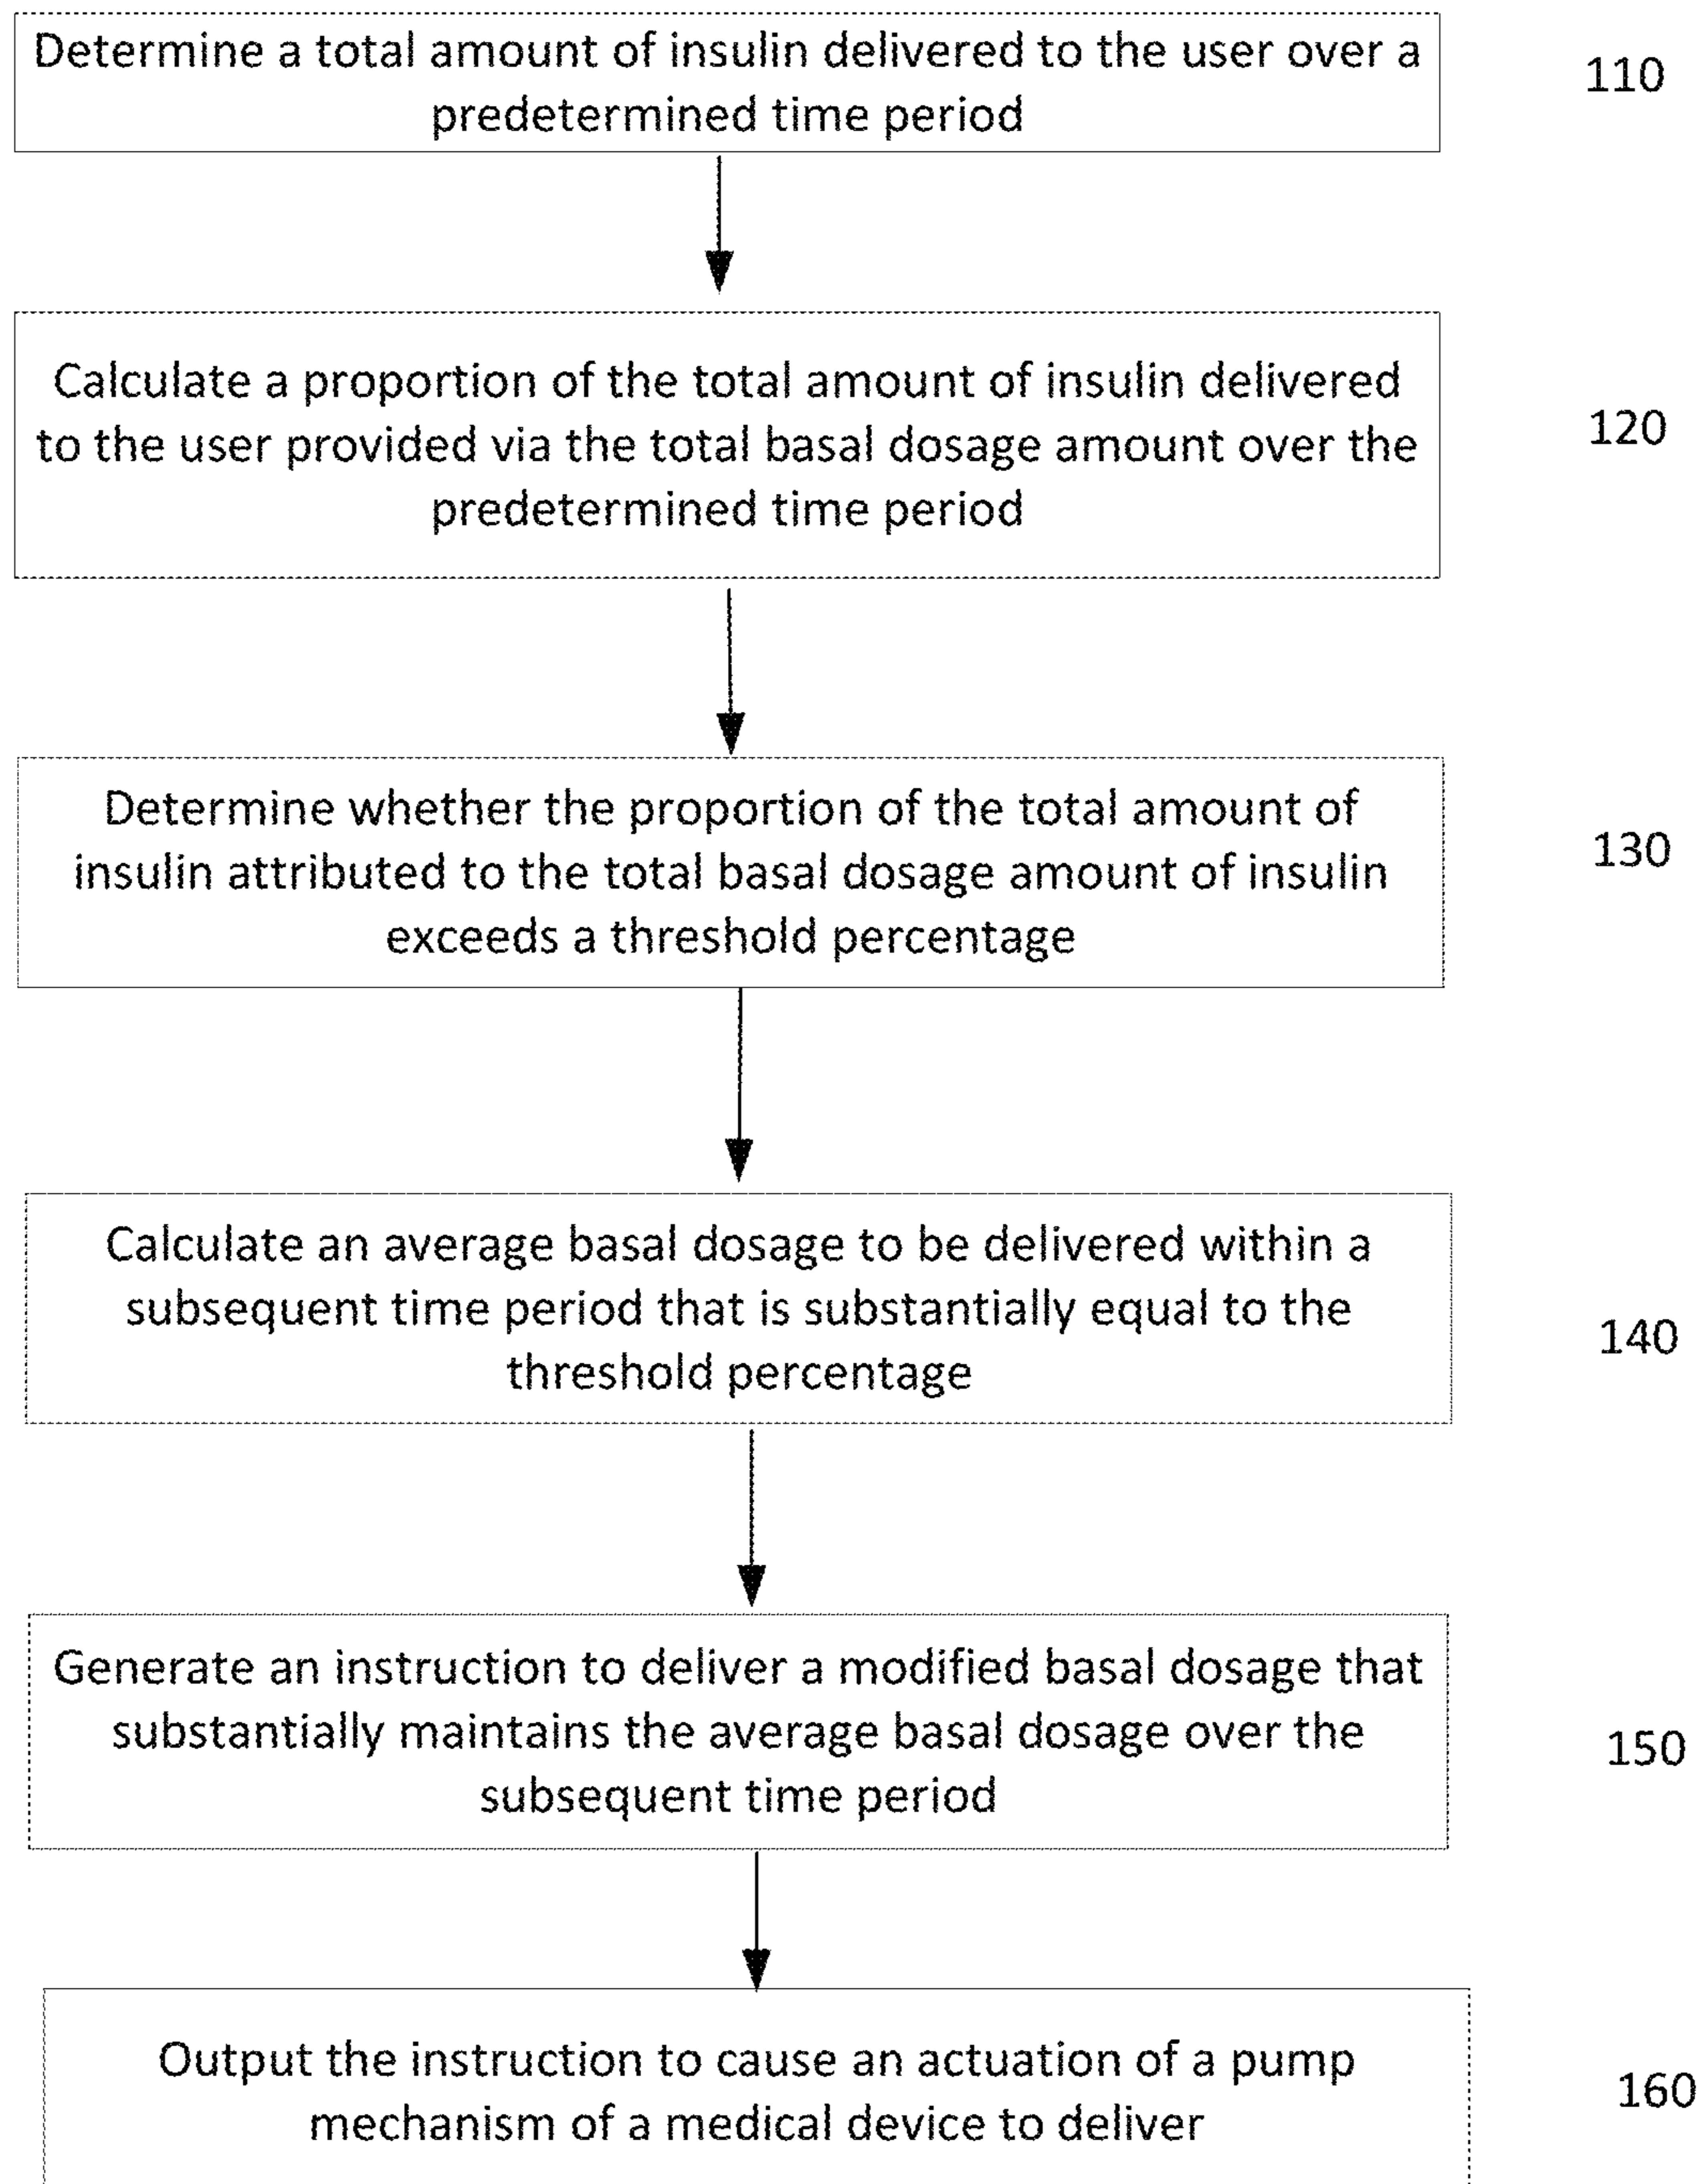 Determine a total amount of insulin delivered to the user over a
predetermined time period
110
Calculate a proportion of the total amount of insulin delivered
to the user provided via the total basal dosage amount over the
predetermined time period
120
Determine whether the proportion of the total amount of
insulin attributed to the total basal dosage amount of insulin
exceeds a threshold percentage
130
Calculate an average basal dosage to be delivered within a
subsequent time period that is substantially equal to the
threshold percentage
140
Generate an instruction to deliver a modified basal dosage that
substantially maintains the average basal dosage over the
subsequent time period
150
Output the instruction to cause an actuation of a pump
mechanism of a medical device to deliver
160